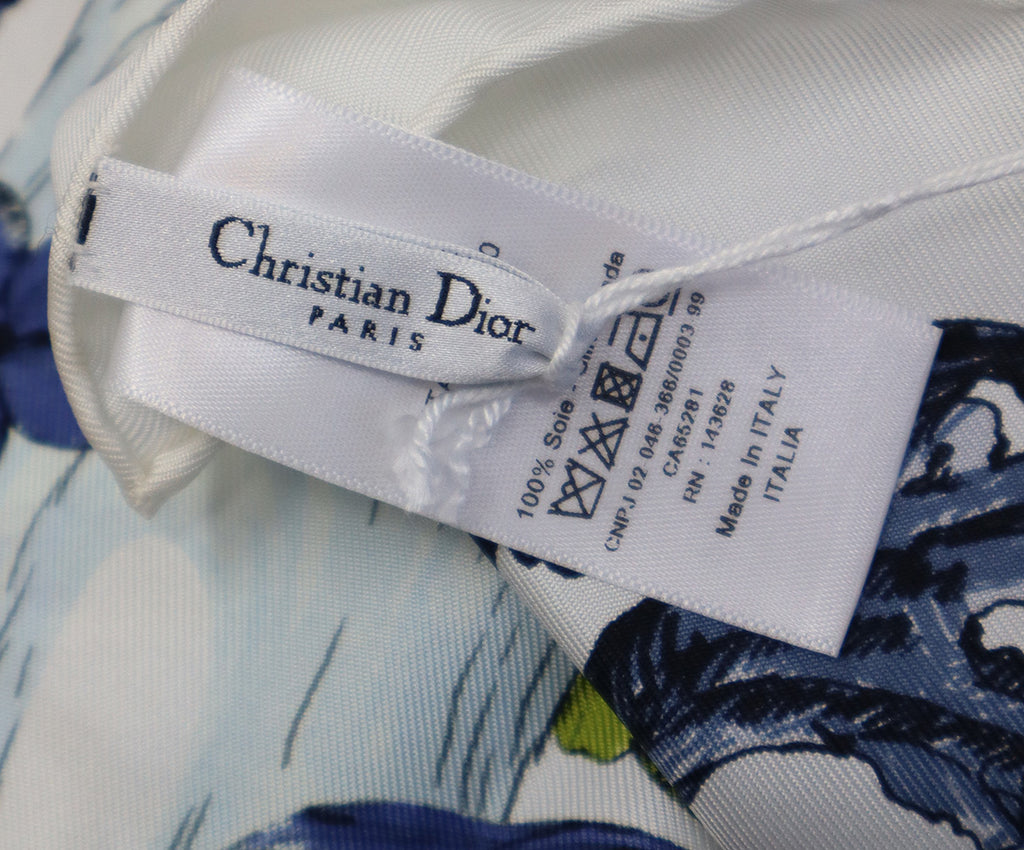 Christian Dior
PARIS
100% Soie
CNPJ 02 046-366/0003 99
CA65281
RN : 143628
Made In ITALY
ITALIA